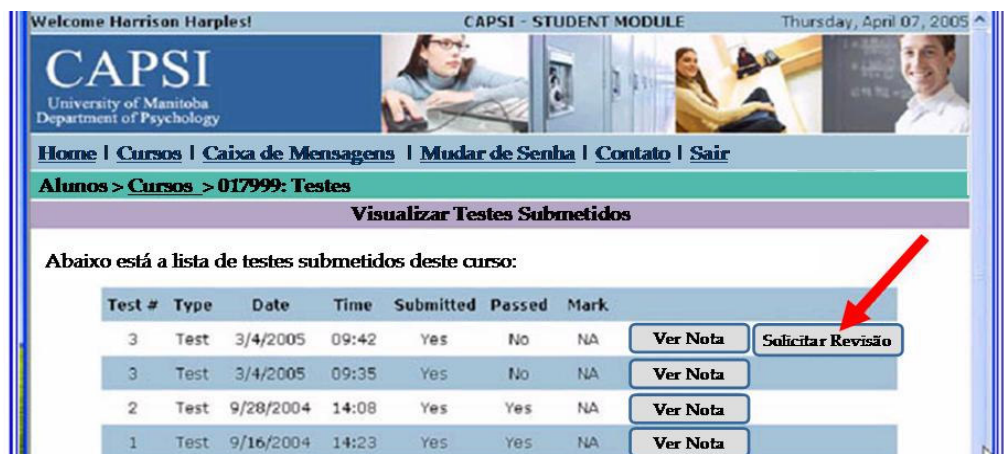 Welcome Harrison Harples! CAPSI - STUDENT MODULE Thursday, April 07, 2005
CAPSI
University of Manitoba
Department of Psychology
Home | Cursos | Caixa de Mensagens | Mudar de Senha | Contato | Sair
Alunos > Cursos > 017999: Testes
Visualizar Testes Submetidos
Abaixo está a lista de testes submetidos deste curso:
Test # Type Date Time Submitted Passed Mark
3 Test 3/4/2005 09:42 Yes No NA Ver Nota Solicitar Revisão
3 Test 3/4/2005 09:35 Yes No NA Ver Nota
2 Test 9/28/2004 14:08 Yes Yes NA Ver Nota
1 Test 9/16/2004 14:23 Yes Yes NA Ver Nota